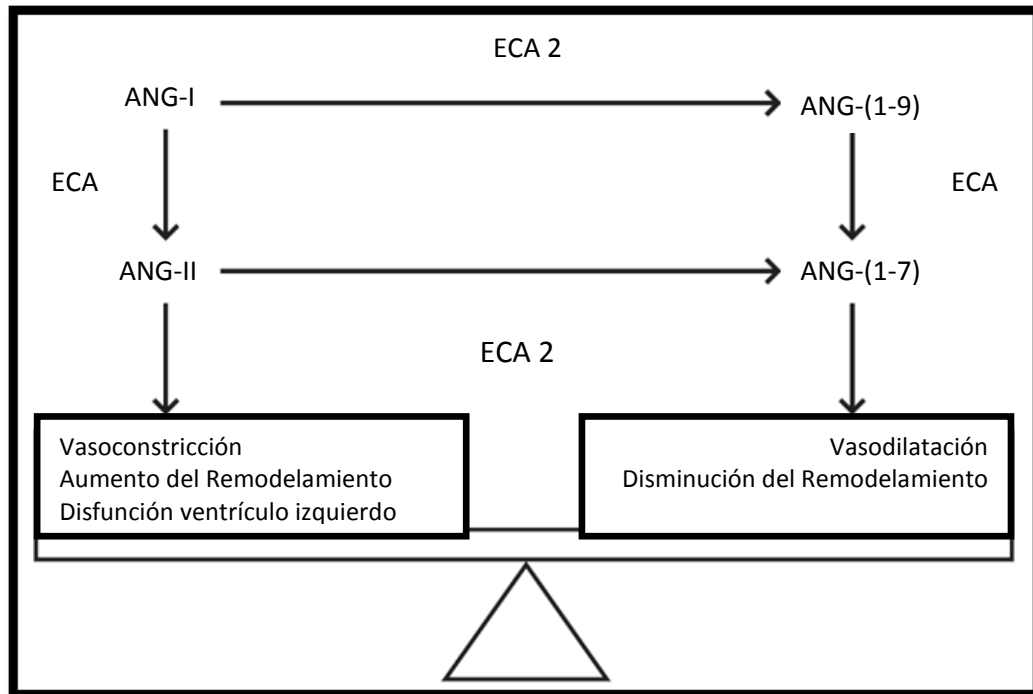 ECA 2
ANG-I
ANG-(1-9)
ECA
ECA
ANG-II
ANG-(1-7)
ECA 2
Vasoconstricción
Aumento del Remodelamiento
Disfunción ventrículo izquierdo
Vasodilatación
Disminución del Remodelamiento